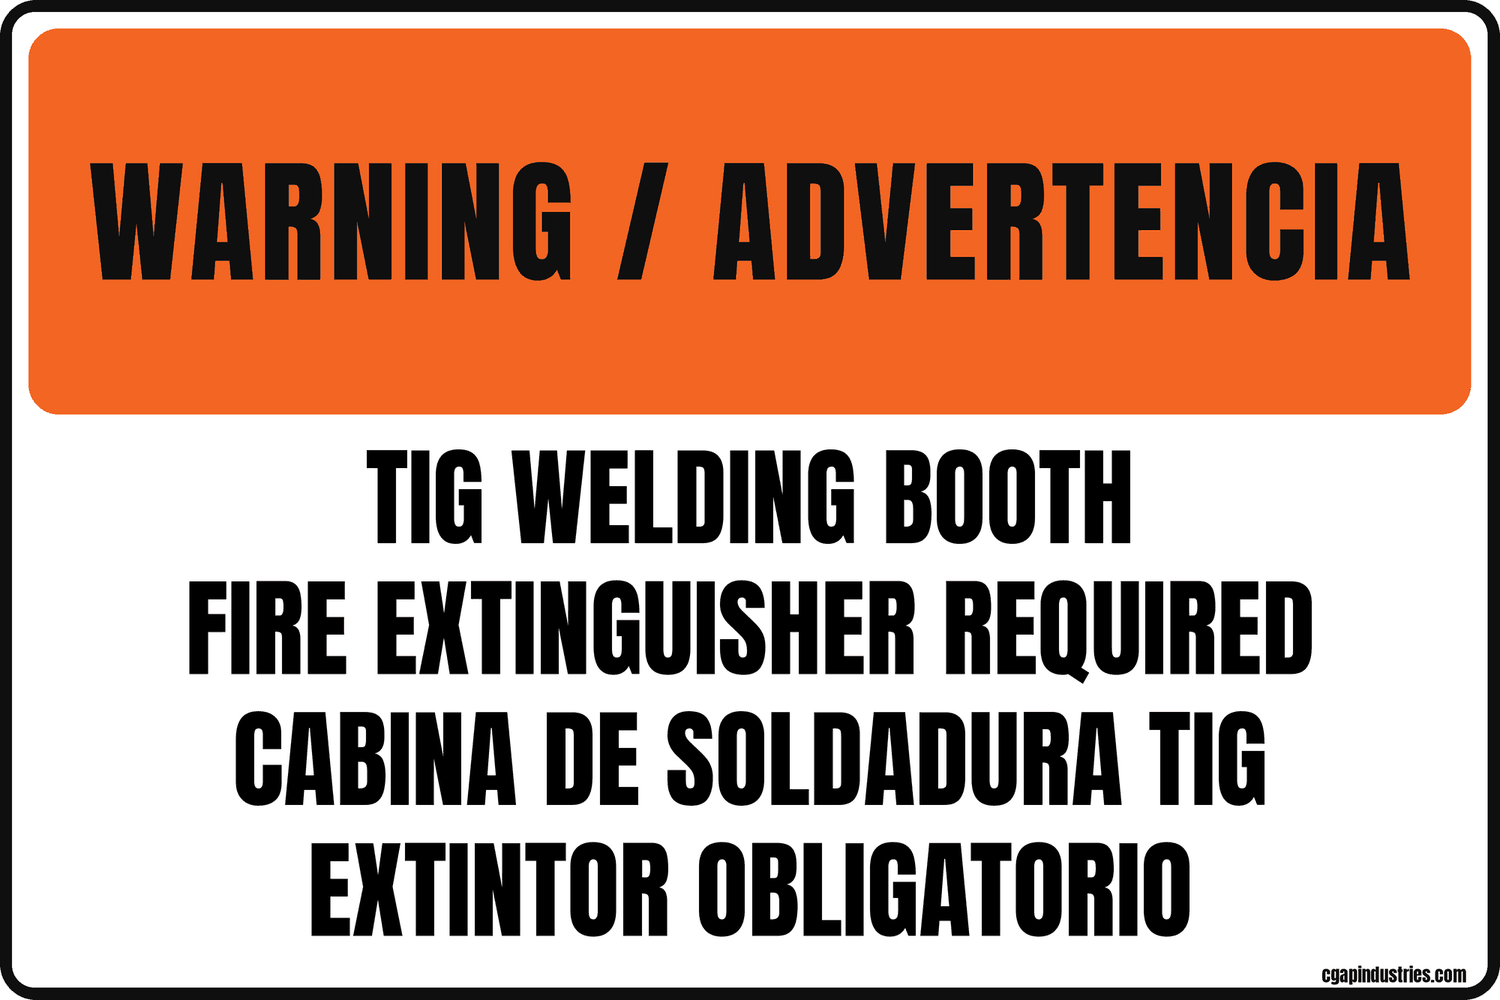 WARNING / ADVERTENCIA
TIG WELDING BOOTH
FIRE EXTINGUISHER REQUIRED
CABINA DE SOLDADURA TIG
EXTINTOR OBLIGATORIO
cgapindustries.com